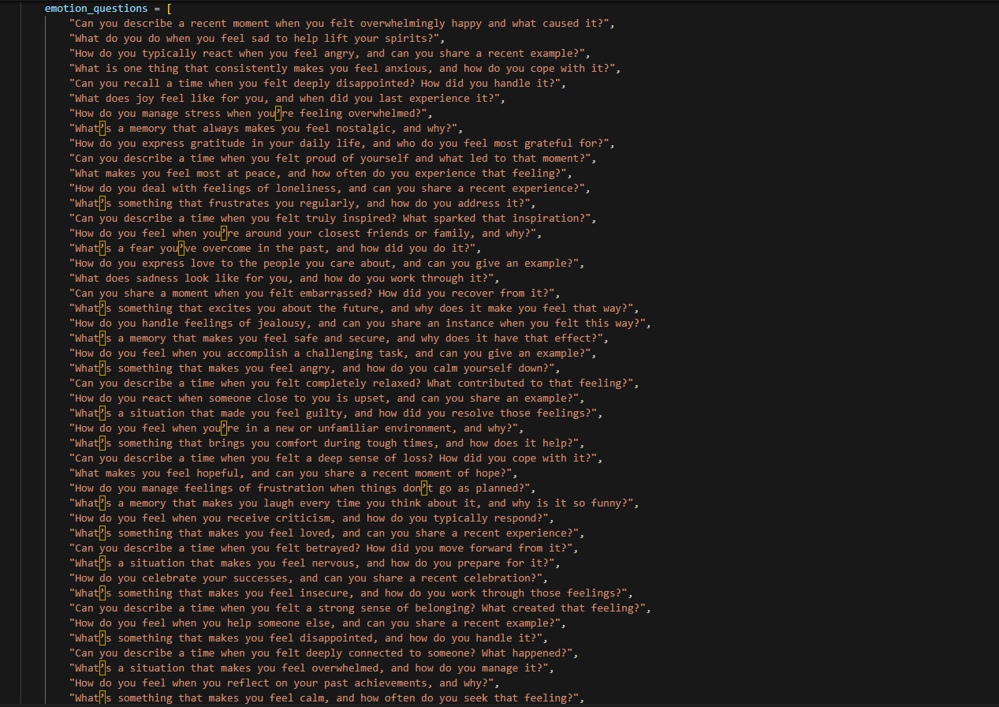 emotion_questions = [
"Can you describe a recent moment when you felt overwhelmingly happy and what caused it?",
"What do you do when you feel sad to help lift your spirits?",
"How do you typically react when you feel angry, and can you share a recent example?",
"What is one thing that consistently makes you feel anxious, and how do you cope with it?",
"Can you recall a time when you felt deeply disappointed? How did you handle it?",
"What does joy feel like for you, and when did you last experience it?",
"How do you manage stress when you’re feeling overwhelmed?",
"What’s a memory that always makes you feel nostalgic, and why?",
"How do you express gratitude in your daily life, and who do you feel most grateful for?",
"Can you describe a time when you felt proud of yourself and what led to that moment?",
"What makes you feel most at peace, and how often do you experience that feeling?",
"How do you deal with feelings of loneliness, and can you share a recent experience?",
"What’s something that frustrates you regularly, and how do you address it?",
"Can you describe a time when you felt truly inspired? What sparked that inspiration?",
"How do you feel when you’re around your closest friends or family, and why?",
"What’s a fear you’ve overcome in the past, and how did you do it?",
"How do you express love to the people you care about, and can you give an example?",
"What does sadness look like for you, and how do you work through it?",
"Can you share a moment when you felt embarrassed? How did you recover from it?",
"What’s something that excites you about the future, and why does it make you feel that way?",
"How do you handle feelings of jealousy, and can you share an instance when you felt this way?",
"What’s a memory that makes you feel safe and secure, and why does it have that effect?",
"How do you feel when you accomplish a challenging task, and can you give an example?",
"What’s something that makes you feel angry, and how do you calm yourself down?",
"Can you describe a time when you felt completely relaxed? What contributed to that feeling?",
"How do you react when someone close to you is upset, and can you share an example?",
"What’s a situation that made you feel guilty, and how did you resolve those feelings?",
"How do you feel when you’re in a new or unfamiliar environment, and why?",
"What’s something that brings you comfort during tough times, and how does it help?",
"Can you describe a time when you felt a deep sense of loss? How did you cope with it?",
"What makes you feel hopeful, and can you share a recent moment of hope?",
"How do you manage feelings of frustration when things don’t go as planned?",
"What’s a memory that makes you laugh every time you think about it, and why is it so funny?",
"How do you feel when you receive criticism, and how do you typically respond?",
"What’s something that makes you feel loved, and can you share a recent experience?",
"Can you describe a time when you felt betrayed? How did you move forward from it?",
"What’s a situation that makes you feel nervous, and how do you prepare for it?",
"How do you celebrate your successes, and can you share a recent celebration?",
"What’s something that makes you feel insecure, and how do you work through those feelings?",
"Can you describe a time when you felt a strong sense of belonging? What created that feeling?",
"How do you feel when you help someone else, and can you share a recent example?",
"What’s something that makes you feel disappointed, and how do you handle it?",
"Can you describe a time when you felt deeply connected to someone? What happened?",
"What’s a situation that makes you feel overwhelmed, and how do you manage it?",
"How do you feel when you reflect on your past achievements, and why?",
"What’s something that makes you feel calm, and how often do you seek that feeling?",